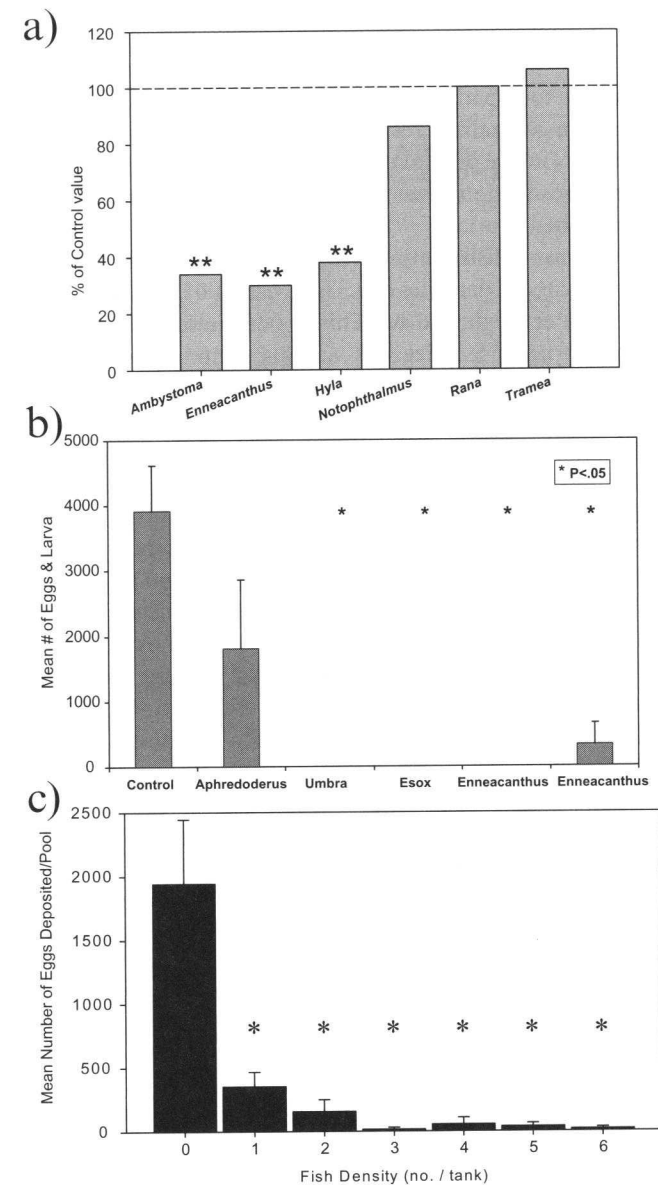 a)
120
100
80
60
40
20
0
% of Control value
** ** **
Ambystoma Enneacanthus Hyla Notophthalmus Rana Tramea
b)
5000
4000
3000
2000
1000
0
Mean # of Eggs & Larva
* P<.05
* * * *
Control Aphredoderus Umbra Esox Enneacanthus Enneacanthus
c)
2500
2000
1500
1000
500
0
Mean Number of Eggs Deposited/Pool
* * * * * *
0 1 2 3 4 5 6
Fish Density (no. / tank)